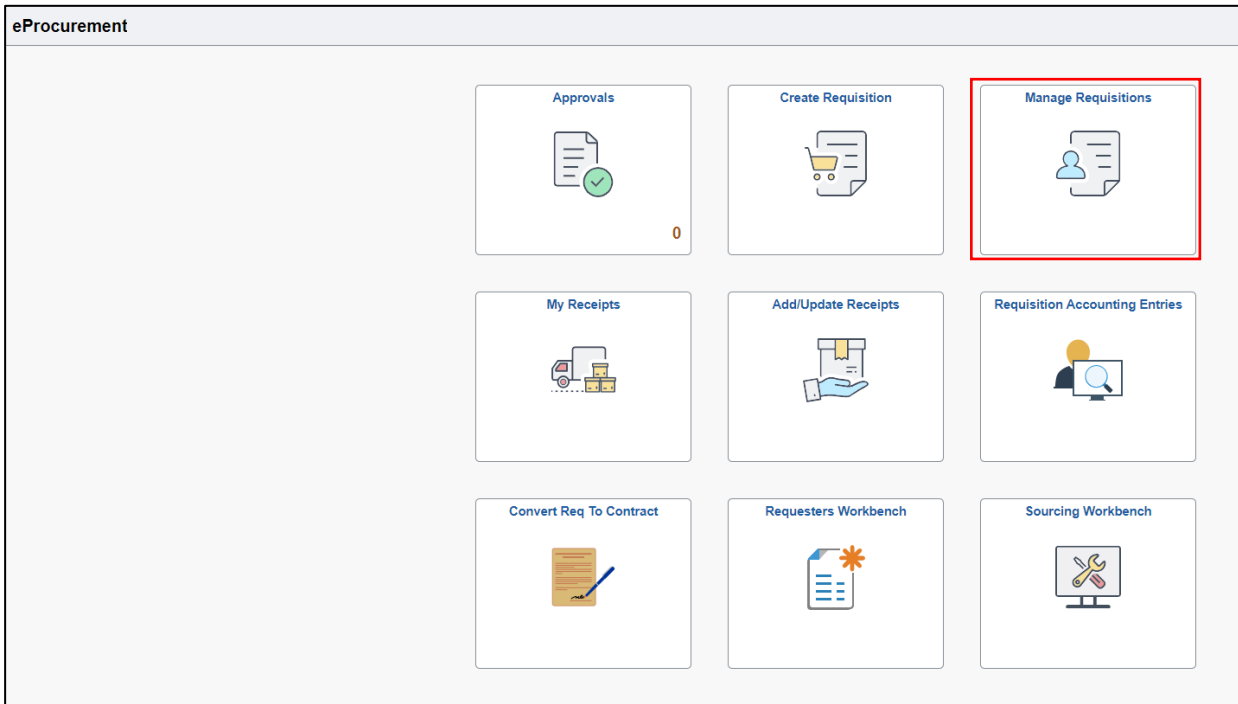 eProcurement
Approvals
Create Requisition
Manage Requisitions
0
My Receipts
Add/Update Receipts
Requisition Accounting Entries
Convert Req To Contract
Requesters Workbench
Sourcing Workbench